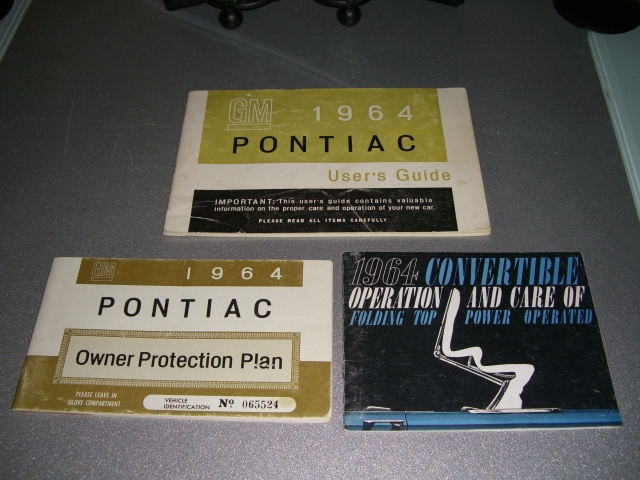 GM 1964
PONTIAC
User's Guide
IMPORTANT: This user's guide contains valuable
information on the proper care and operation of your new car.
PLEASE READ ALL ITEMS CAREFULLY
GM 1964
PONTIAC
Owner Protection Plan
PLEASE LEAVE IN
GLOVE COMPARTMENT
VEHICLE
IDENTIFICATION Nº 065524
1964 CONVERTIBLE
OPERATION AND CARE OF
FOLDING TOP POWER OPERATED